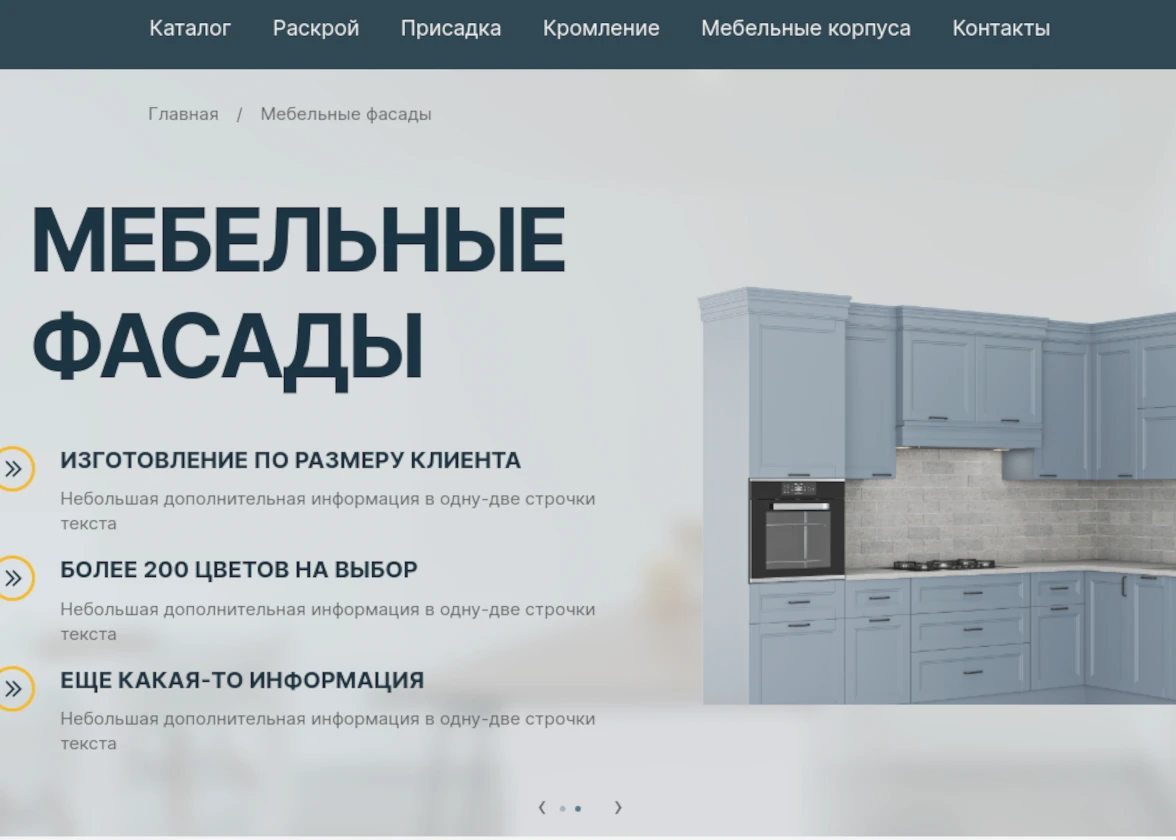 Каталог Раскрой Присадка Кромление Мебельные корпуса Контакты
Главная / Мебельные фасады
МЕБЕЛЬНЫЕ
ФАСАДЫ
ИЗГОТОВЛЕНИЕ ПО РАЗМЕРУ КЛИЕНТА
Небольшая дополнительная информация в одну-две строчки
текста
БОЛЕЕ 200 ЦВЕТОВ НА ВЫБОР
Небольшая дополнительная информация в одну-две строчки
текста
ЕЩЕ КАКАЯ-ТО ИНФОРМАЦИЯ
Небольшая дополнительная информация в одну-две строчки
текста